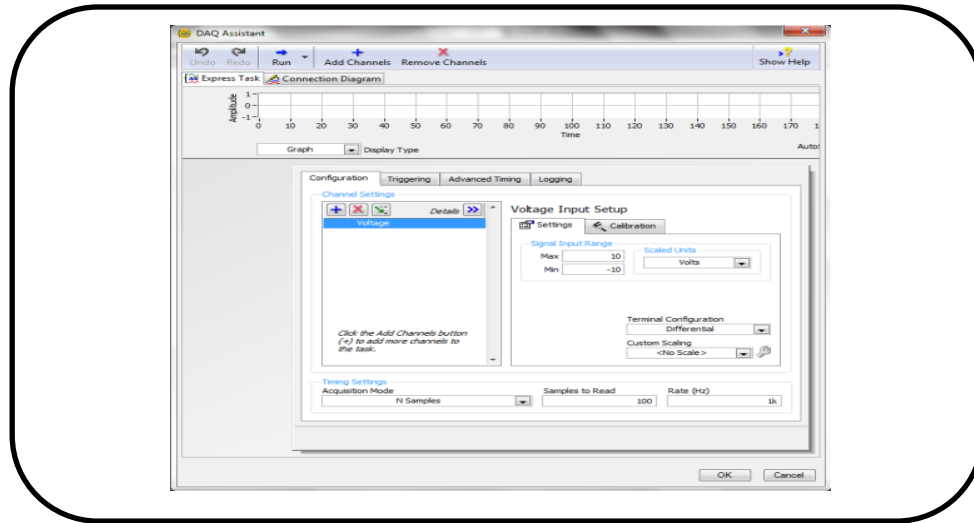 DAQ Assistant
Undo Redo Run Add Channels Remove Channels Show Help
Express Task Connection Diagram
Amplitude
1
0
-1
0 10 20 30 40 50 60 70 80 90 100 110 120 130 140 150 160 170 1
Time
Graph Display Type Auto
Configuration Triggering Advanced Timing Logging
Channel Settings
Details
Voltage
Click the Add Channels button
(+) to add more channels to
the task.
Voltage Input Setup
Settings Calibration
Signal Input Range
Max 10
Min -10
Scaled Units
Volts
Terminal Configuration
Differential
Custom Scaling
<No Scale>
Timing Settings
Acquisition Mode Samples to Read Rate (Hz)
N Samples 100 1k
OK Cancel